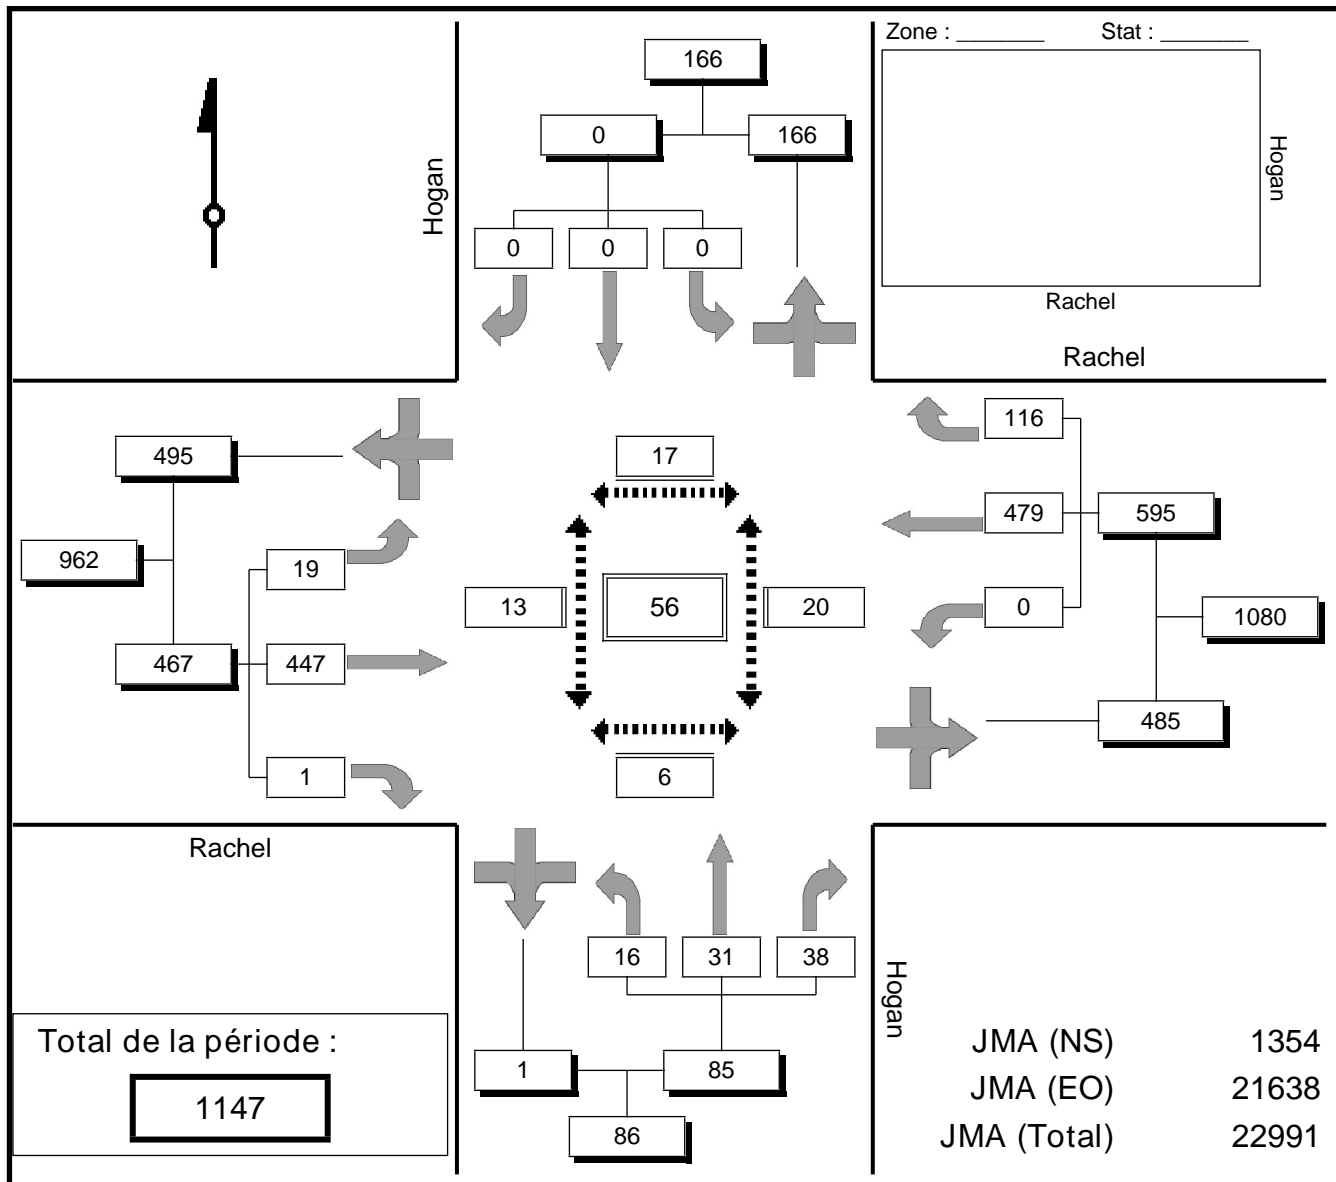 Zone : _______ Stat : _______
166
0 166
Hogan
Hogan
0 0 0
Rachel
Rachel
116
495
17
479 595
962
19
13 56 20
0 1080
467 447
485
1
6
Rachel
16 31 38
Hogan
Total de la période :
1147
1 85
86
JMA (NS) 1354
JMA (EO) 21638
JMA (Total) 22991